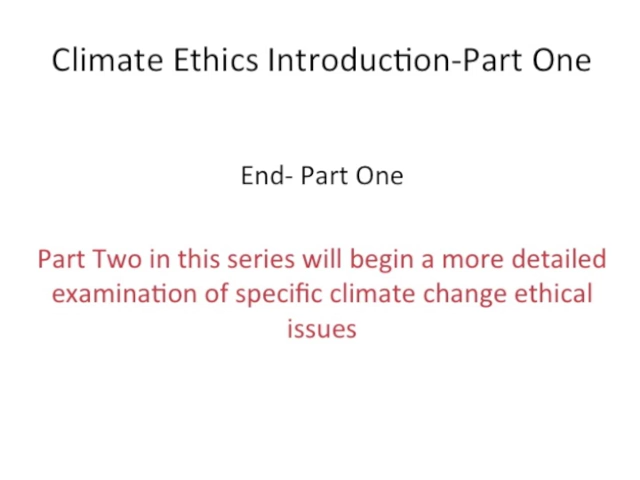 Climate Ethics Introduction-Part One
End- Part One
Part Two in this series will begin a more detailed
examination of specific climate change ethical
issues